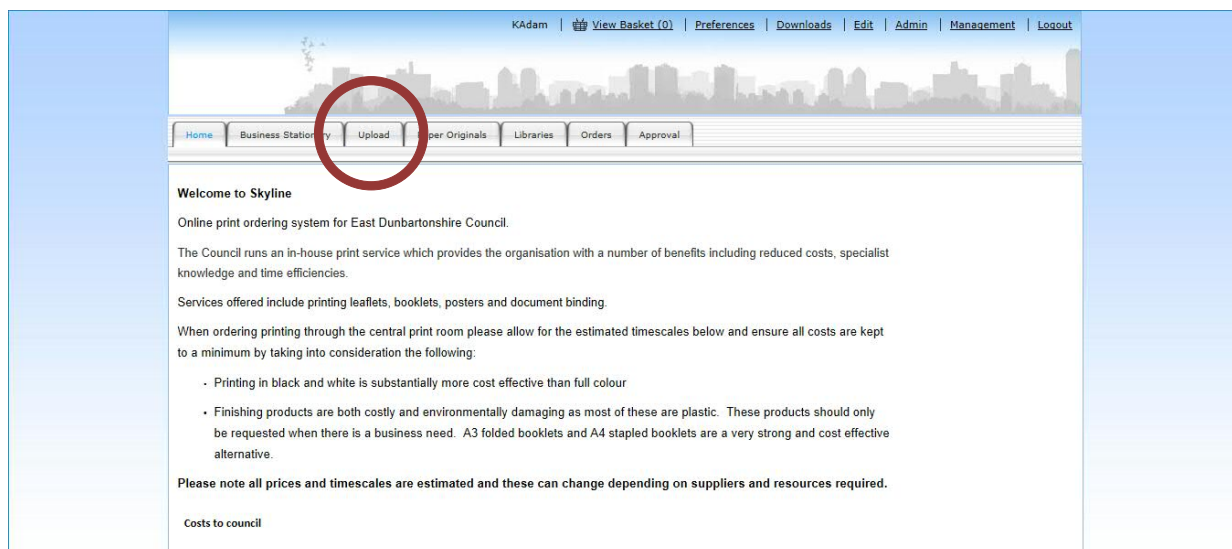 KAdam | View Basket (0) | Preferences | Downloads | Edit | Admin | Management | Logout
Home Business Stationery Upload Paper Originals Libraries Orders Approval
Welcome to Skyline
Online print ordering system for East Dunbartonshire Council.
The Council runs an in-house print service which provides the organisation with a number of benefits including reduced costs, specialist
knowledge and time efficiencies.
Services offered include printing leaflets, booklets, posters and document binding.
When ordering printing through the central print room please allow for the estimated timescales below and ensure all costs are kept
to a minimum by taking into consideration the following:
• Printing in black and white is substantially more cost effective than full colour
• Finishing products are both costly and environmentally damaging as most of these are plastic. These products should only
be requested when there is a business need. A3 folded booklets and A4 stapled booklets are a very strong and cost effective
alternative.
Please note all prices and timescales are estimated and these can change depending on suppliers and resources required.
Costs to council